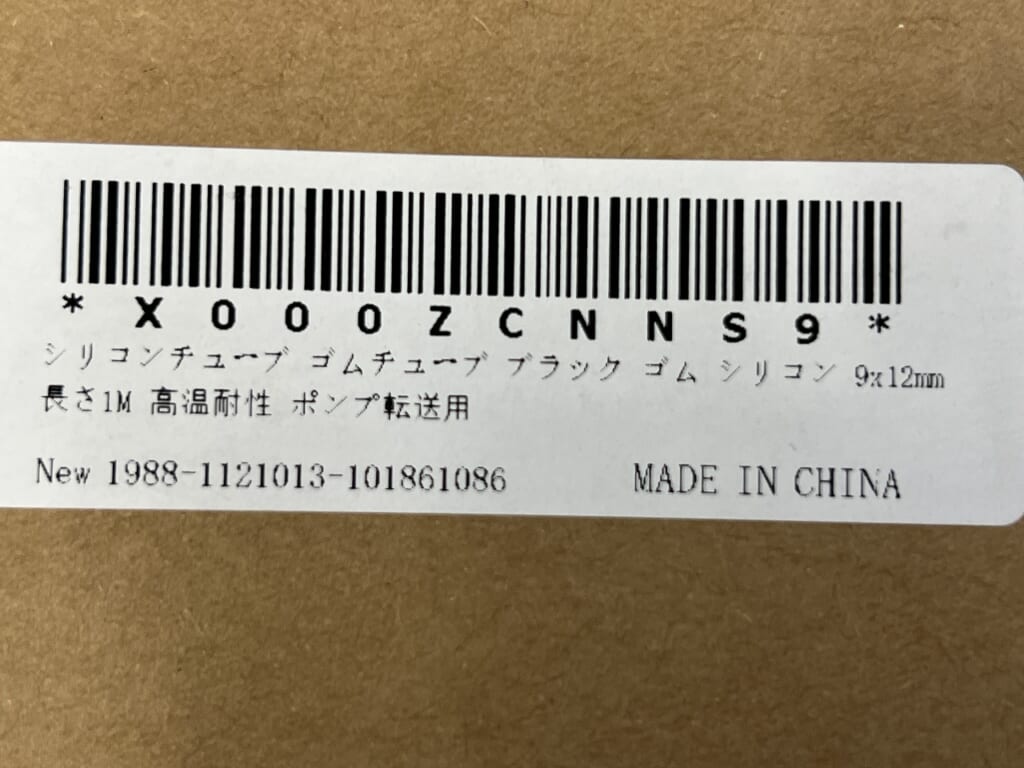 *X000ZCNNS9*
シリコンチューブ ゴムチューブ ブラック ゴム シリコン 9x12mm
長さ1M 高温耐性 ポンプ転送用
New 1988-1121013-101861086 MADE IN CHINA